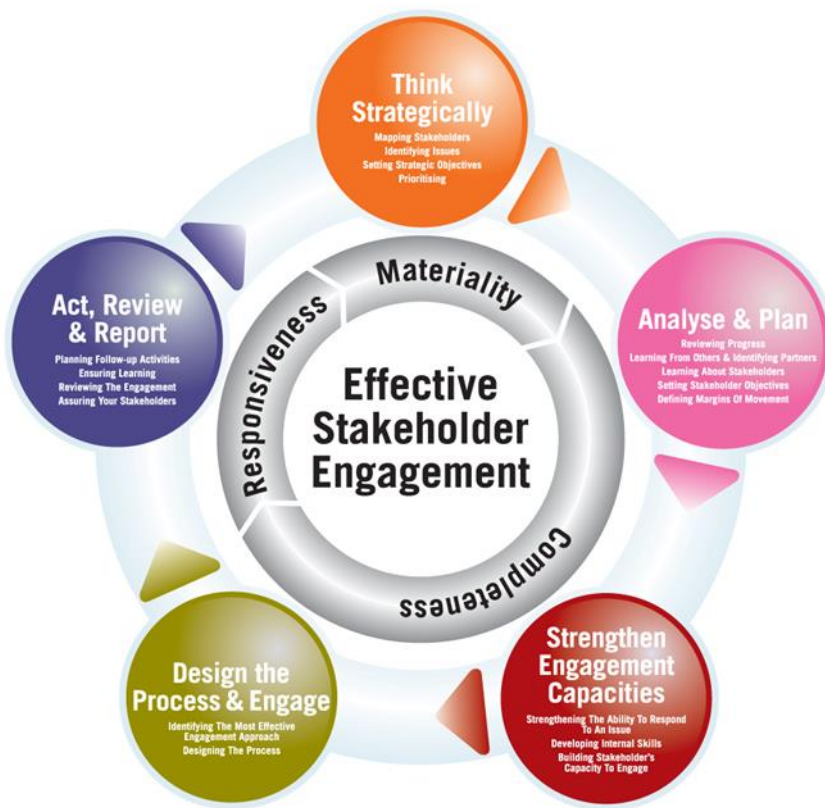 Think
Strategically
Mapping Stakeholders
Identifying Issues
Setting Strategic Objectives
Prioritising
Analyse & Plan
Reviewing Progress
Learning From Others & Identifying Partners
Learning About Stakeholders
Setting Stakeholder Objectives
Defining Margins Of Movement
Strengthen
Engagement
Capacities
Strengthening The Ability To Respond
To An Issue
Developing Internal Skills
Building Stakeholder's
Capacity To Engage
Design the
Process & Engage
Identifying The Most Effective
Engagement Approach
Designing The Process
Act, Review
& Report
Planning Follow-up Activities
Ensuring Learning
Reviewing The Engagement
Assuring Your Stakeholders
Materiality
Completeness
Responsiveness
Effective
Stakeholder
Engagement